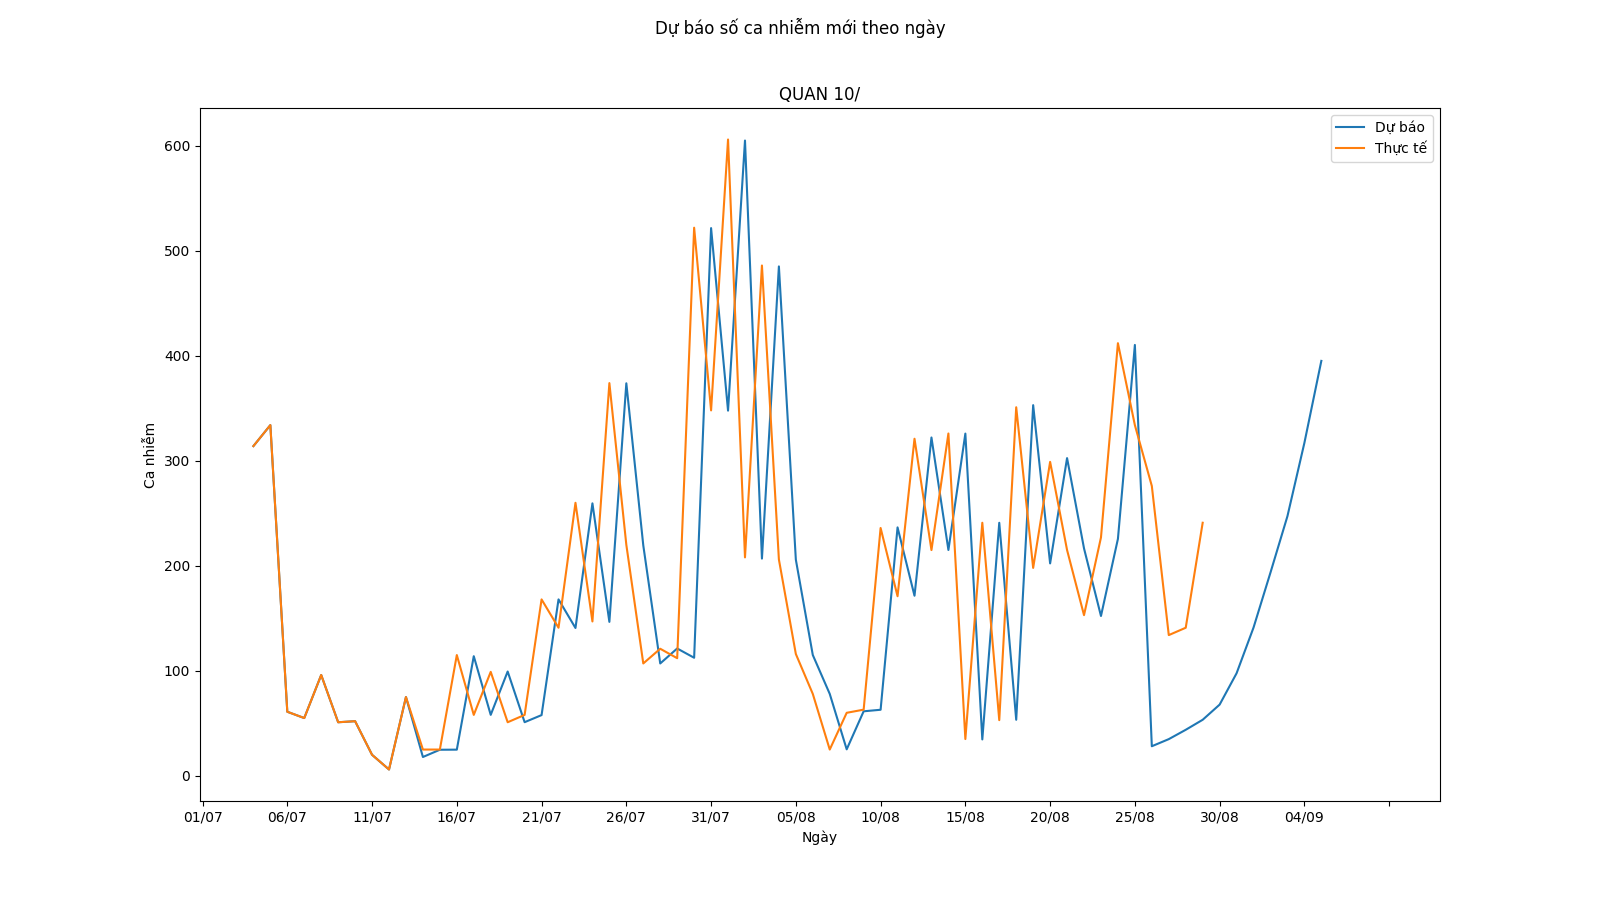 Dự báo số ca nhiễm mới theo ngày
QUAN 10/
Dự báo
Thực tế
600
500
400
300
200
100
0
Ca nhiễm
01/07 06/07 11/07 16/07 21/07 26/07 31/07 05/08 10/08 15/08 20/08 25/08 30/08 04/09
Ngày